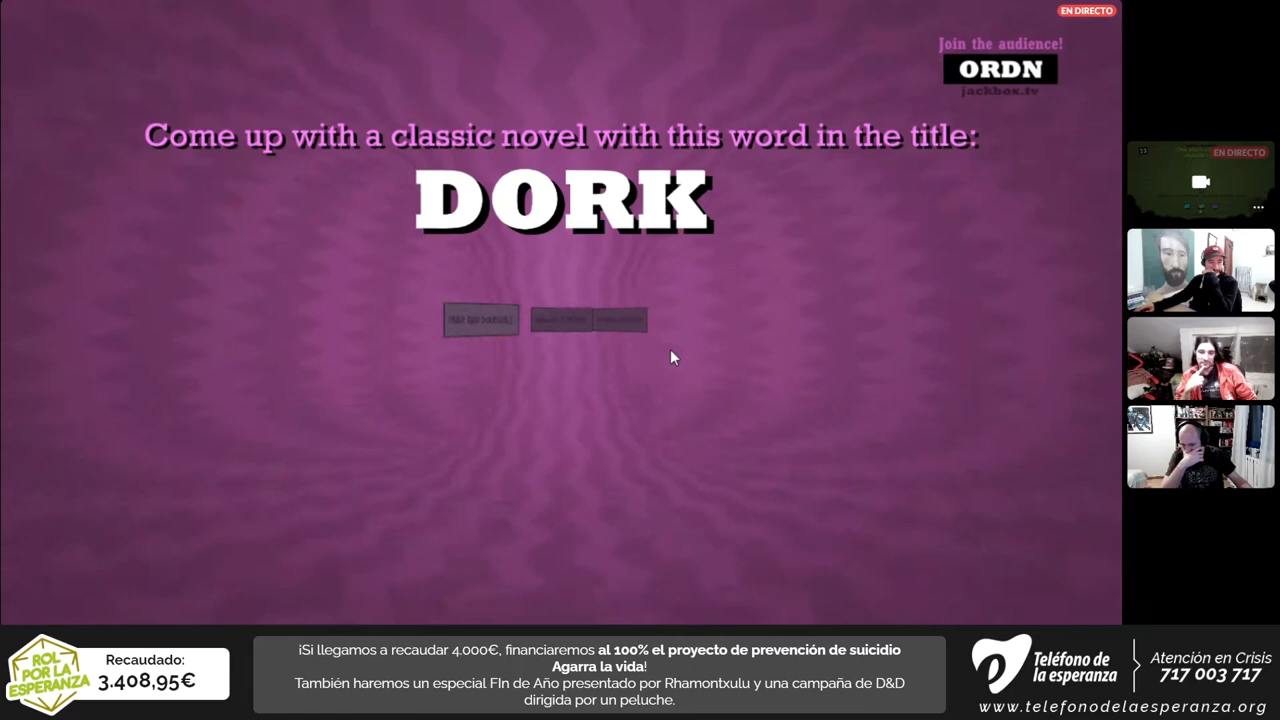 EN DIRECTO
Join the audience!
ORDN
jackbox.tv
Come up with a classic novel with this word in the title:
DORK
13
EN DIRECTO
ROL
POR LA
ESPERANZA
Recaudado:
3.408,95€
¡Si llegamos a recaudar 4.000€, financiaremos al 100% el proyecto de prevención de suicidio
Agarra la vida!
También haremos un especial FIn de Año presentado por Rhamontxulu y una campaña de D&D
dirigida por un peluche.
Teléfono de
la esperanza
Atención en Crisis
717 003 717
www.telefonodelaesperanza.org